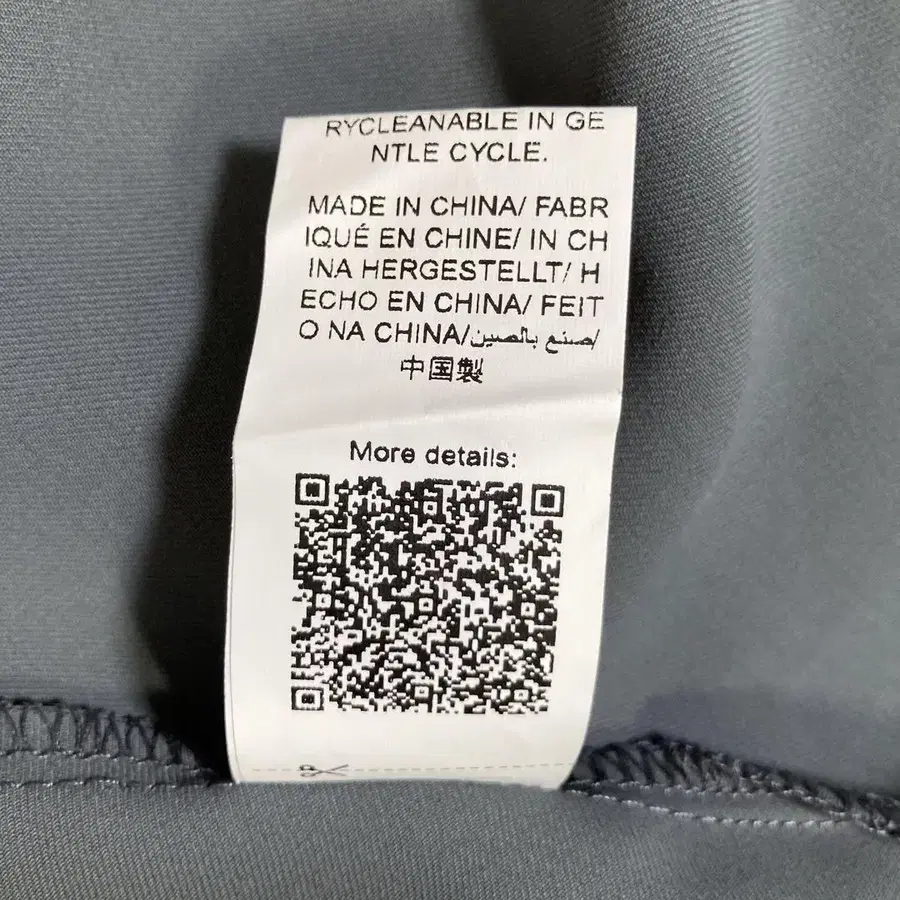 RYCLEANABLE IN GE
NTLE CYCLE.
MADE IN CHINA/ FABR
IQUÉ EN CHINE/ IN CH
INA HERGESTELLT/ H
ECHO EN CHINA/ FEIT
O NA CHINA/صنع بالصين/
中国製
More details: